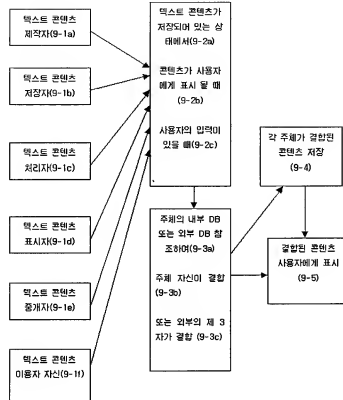 텍스트 콘텐츠
제작자(9-1a)
텍스트 콘텐츠
저장자(9-1b)
텍스트 콘텐츠
처리자(9-1c)
텍스트 콘텐츠
표시자(9-1d)
텍스트 콘텐츠
중개자(9-1e)
텍스트 콘텐츠
이용자 자신(9-1f)
텍스트 콘텐츠가
저장되어 있는 상
태에서(9-2a)
콘텐츠가 사용자
에게 표시 될 때
(9-2b)
사용자의 입력이
있을 때(9-2c)
주체의 내부 DB
또는 외부 DB 참
조하여(9-3a)
주체 자신이 결합
(9-3b)
또는 외부의 제 3
자가 결합 (9-3c)
각 주체가 결합된
콘텐츠 저장
(9-4)
결합된 콘텐츠
사용자에게 표시
(9-5)